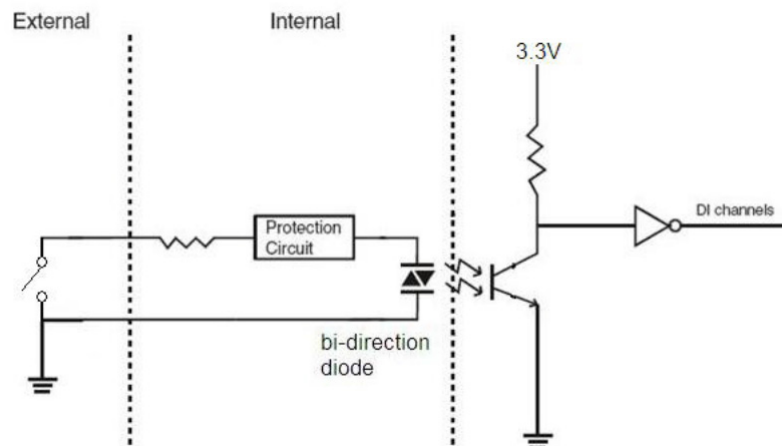 External
Internal
3.3V
Protection
Circuit
DI channels
bi-direction
diode